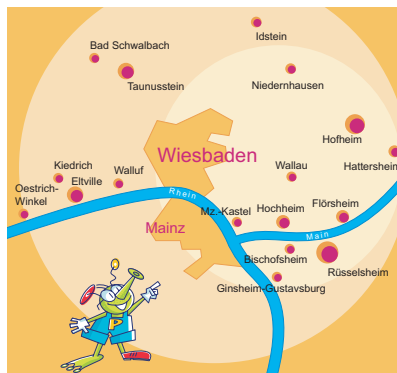 Idstein
Bad Schwalbach
Taunusstein
Niedernhausen
Hofheim
Wiesbaden
Kiedrich
Walluf
Wallau
Hattersheim
Eltville
Oestrich-
Winkel
Rhein
Mz.-Kastel
Hochheim
Flörsheim
Mainz
Main
Bischofsheim
Rüsselsheim
Ginsheim-Gustavsburg
P